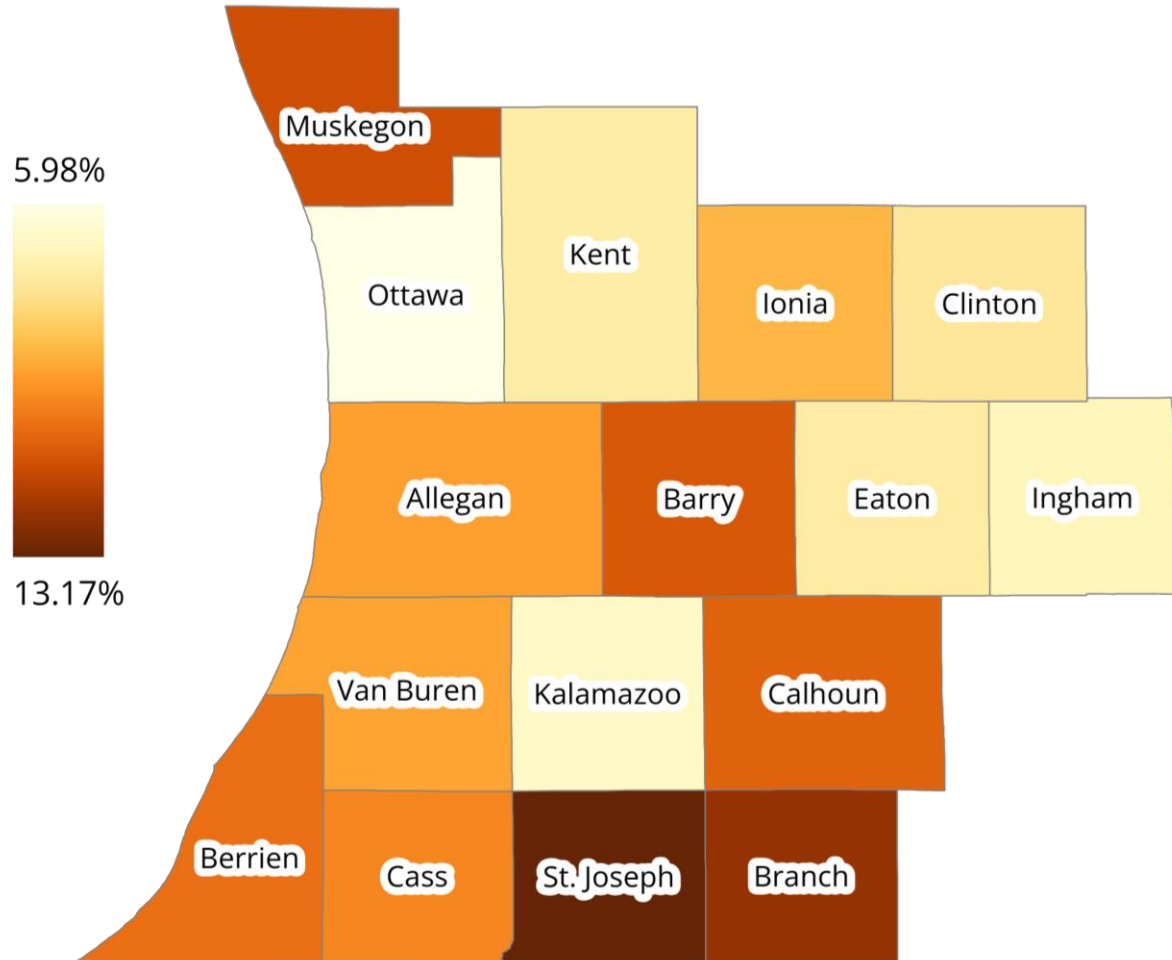 Muskegon
5.98%
Kent
Ottawa
Ionia
Clinton
Allegan
Barry
Eaton
Ingham
13.17%
Van Buren
Kalamazoo
Calhoun
Berrien
Cass
St. Joseph
Branch